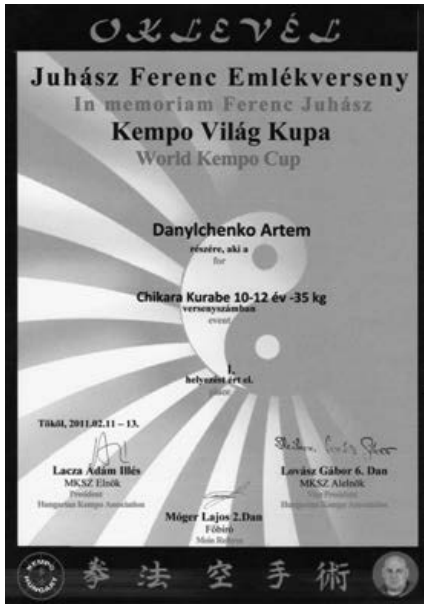 OKLEVÉL
Juhász Ferenc Emlékverseny
In memoriam Ferenc Juhász
Kempo Világ Kupa
World Kempo Cup
Danylchenko Artem
részére, aki a
for
Chikara Kurabe 10-12 év -35 kg
versenyszámban
event
I.
helyezést ért el.
place
Tököl, 2011.02.11 – 13.
Lacza Ádám Illés
MKSZ Elnök
President
Hungarian Kempo Association
Lovász Gábor 6. Dan
MKSZ Alelnök
Vice President
Hungarian Kempo Association
Móger Lajos 2.Dan
Főbíró
Main Referee
KEMPO HUNGARY
拳法空手術